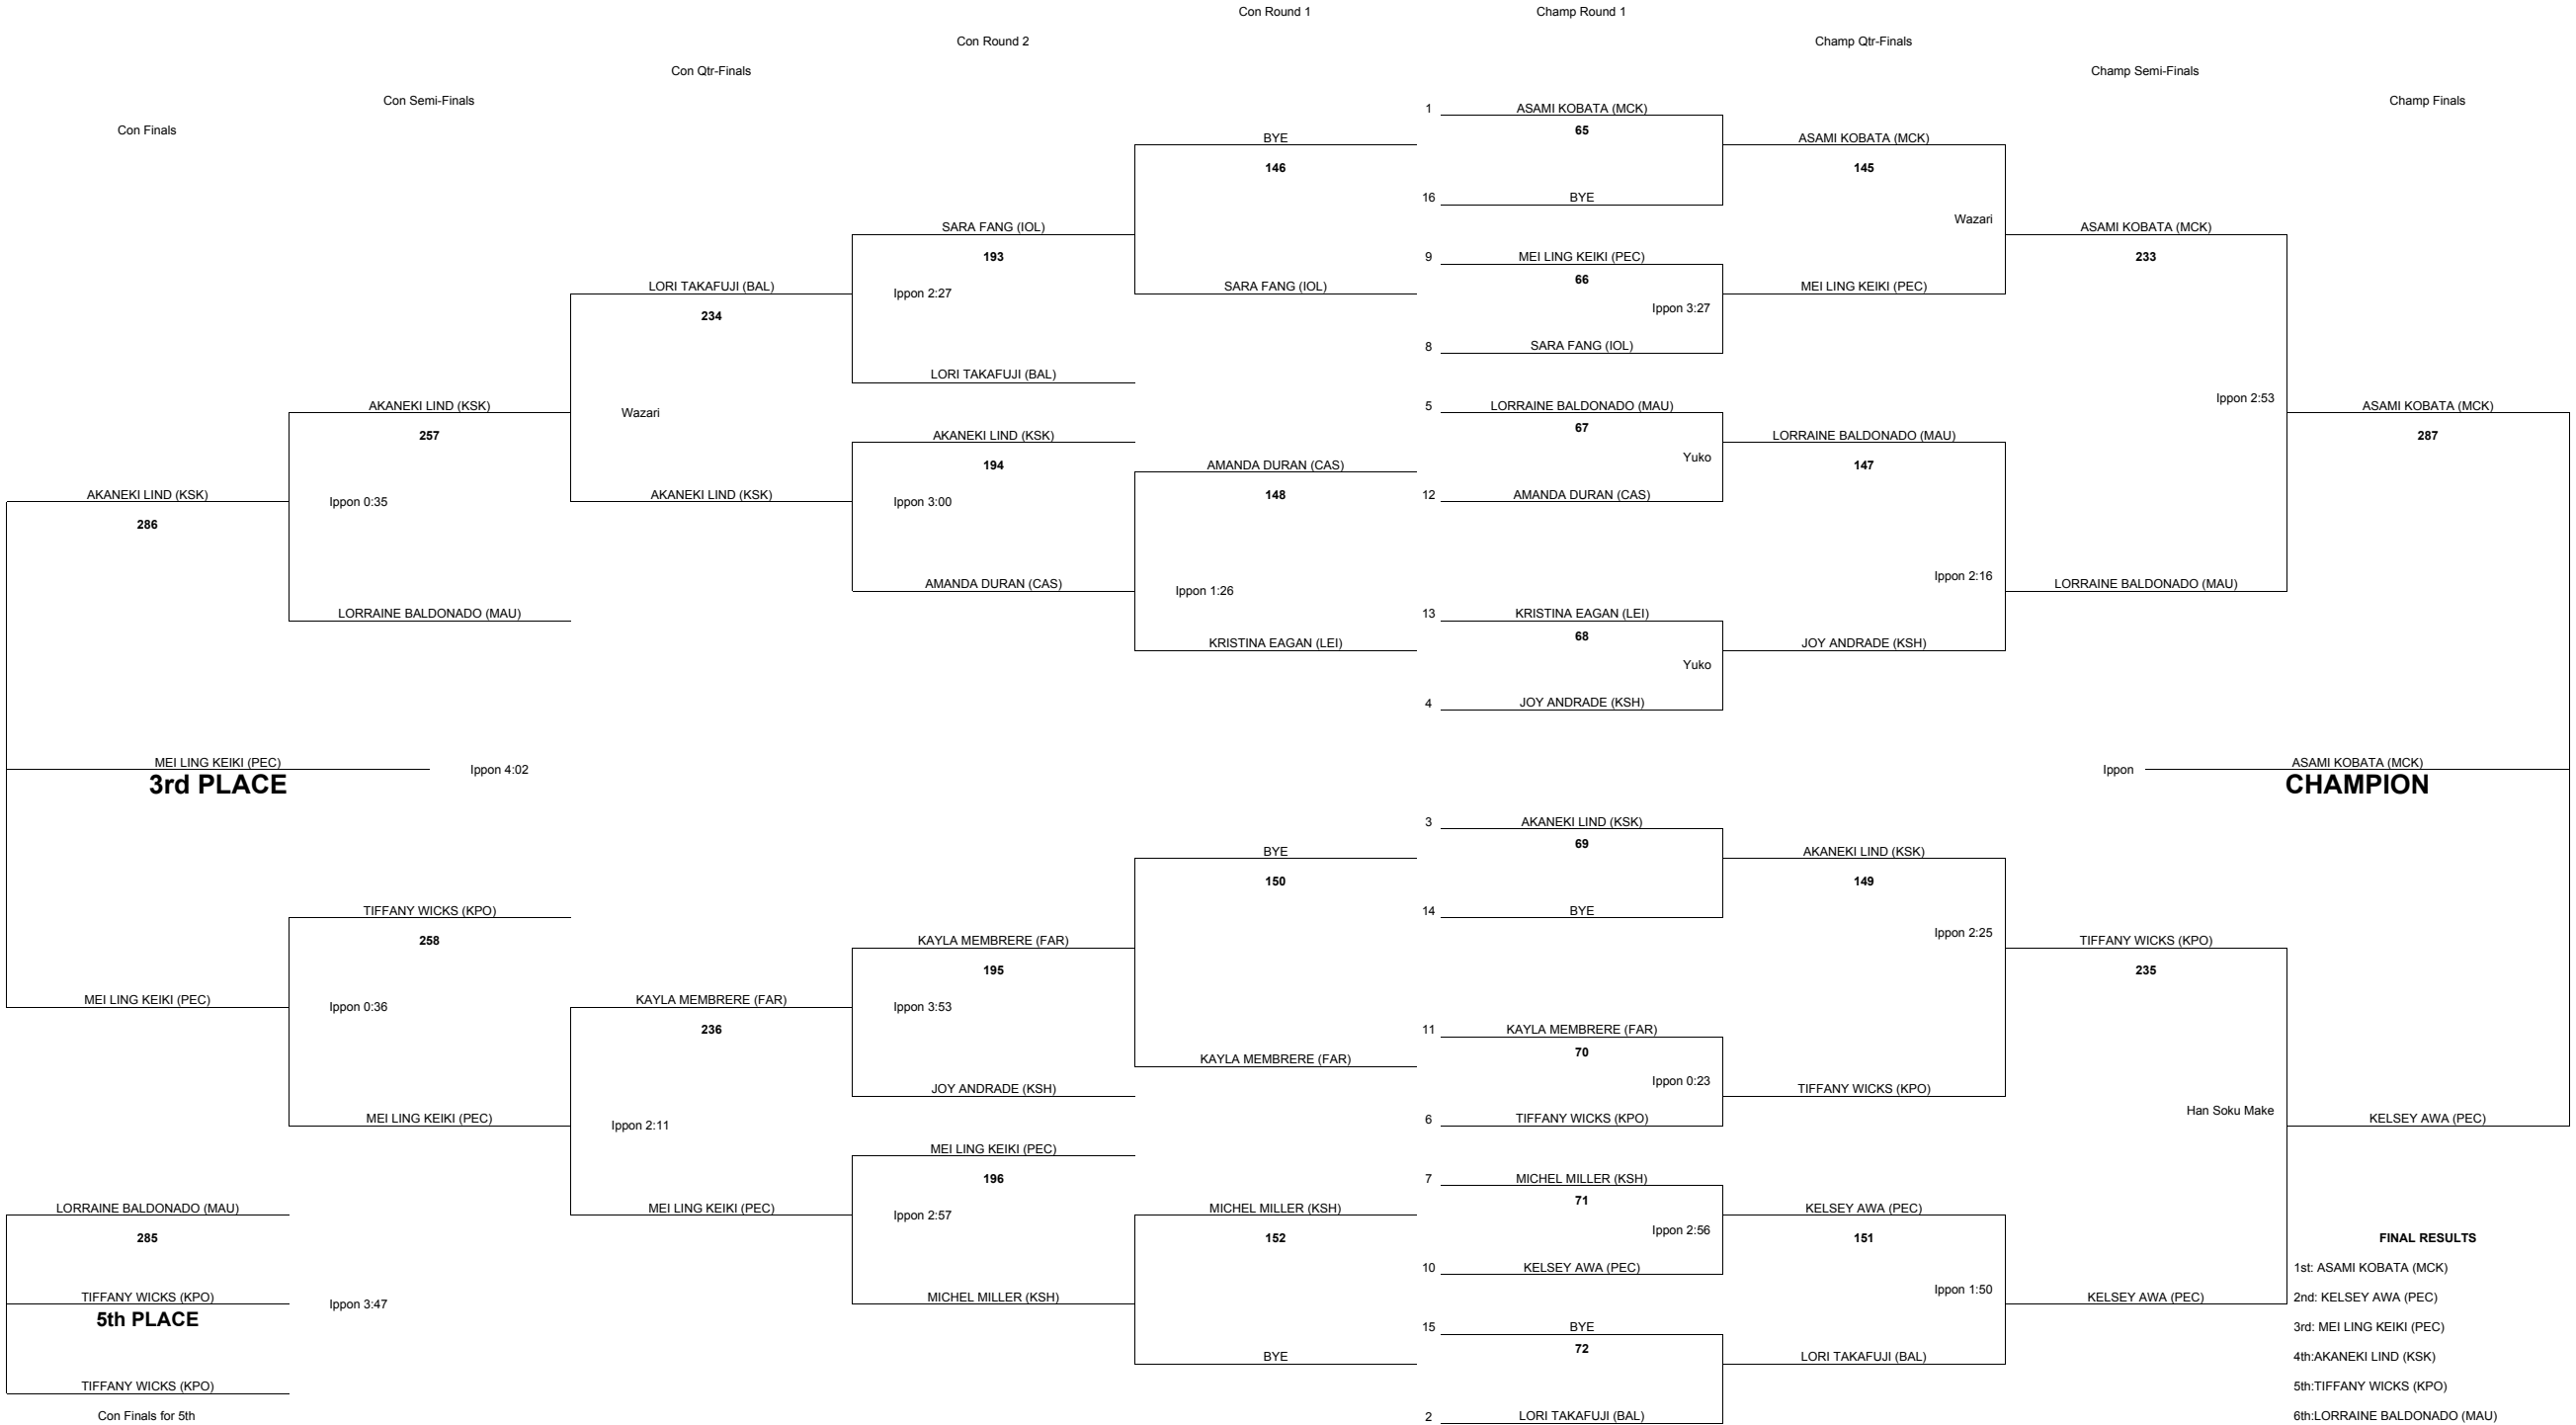 Con Round 1
Champ Round 1
Con Round 2
Champ Qtr-Finals
Con Qtr-Finals
Champ Semi-Finals
Con Semi-Finals
Champ Finals
Con Finals
1 ASAMI KOBATA (MCK)
65
16 BYE
9 MEI LING KEIKI (PEC)
66
Ippon 3:27
8 SARA FANG (IOL)
5 LORRAINE BALDONADO (MAU)
67
Yuko
12 AMANDA DURAN (CAS)
13 KRISTINA EAGAN (LEI)
68
Yuko
4 JOY ANDRADE (KSH)
3 AKANEKI LIND (KSK)
69
14 BYE
11 KAYLA MEMBRERE (FAR)
70
Ippon 0:23
6 TIFFANY WICKS (KPO)
7 MICHEL MILLER (KSH)
71
Ippon 2:56
10 KELSEY AWA (PEC)
15 BYE
72
2 LORI TAKAFUJI (BAL)
ASAMI KOBATA (MCK)
145
Wazari
MEI LING KEIKI (PEC)
LORRAINE BALDONADO (MAU)
147
Ippon 2:16
JOY ANDRADE (KSH)
AKANEKI LIND (KSK)
149
Ippon 2:25
TIFFANY WICKS (KPO)
KELSEY AWA (PEC)
151
Ippon 1:50
LORI TAKAFUJI (BAL)
ASAMI KOBATA (MCK)
233
Ippon 2:53
LORRAINE BALDONADO (MAU)
TIFFANY WICKS (KPO)
235
Han Soku Make
KELSEY AWA (PEC)
ASAMI KOBATA (MCK)
287
Ippon
ASAMI KOBATA (MCK)
CHAMPION
KELSEY AWA (PEC)
BYE
146
SARA FANG (IOL)
AMANDA DURAN (CAS)
148
Ippon 1:26
KRISTINA EAGAN (LEI)
BYE
150
KAYLA MEMBRERE (FAR)
MICHEL MILLER (KSH)
152
BYE
SARA FANG (IOL)
193
Ippon 2:27
LORI TAKAFUJI (BAL)
AKANEKI LIND (KSK)
194
Ippon 3:00
AMANDA DURAN (CAS)
KAYLA MEMBRERE (FAR)
195
Ippon 3:53
JOY ANDRADE (KSH)
MEI LING KEIKI (PEC)
196
Ippon 2:57
MICHEL MILLER (KSH)
LORI TAKAFUJI (BAL)
234
Wazari
AKANEKI LIND (KSK)
KAYLA MEMBRERE (FAR)
236
Ippon 2:11
MEI LING KEIKI (PEC)
AKANEKI LIND (KSK)
257
Ippon 0:35
LORRAINE BALDONADO (MAU)
TIFFANY WICKS (KPO)
258
Ippon 0:36
MEI LING KEIKI (PEC)
AKANEKI LIND (KSK)
286
MEI LING KEIKI (PEC)
3rd PLACE
Ippon 4:02
MEI LING KEIKI (PEC)
LORRAINE BALDONADO (MAU)
285
TIFFANY WICKS (KPO)
5th PLACE
Ippon 3:47
TIFFANY WICKS (KPO)
Con Finals for 5th
FINAL RESULTS
1st: ASAMI KOBATA (MCK)
2nd: KELSEY AWA (PEC)
3rd: MEI LING KEIKI (PEC)
4th:AKANEKI LIND (KSK)
5th:TIFFANY WICKS (KPO)
6th:LORRAINE BALDONADO (MAU)